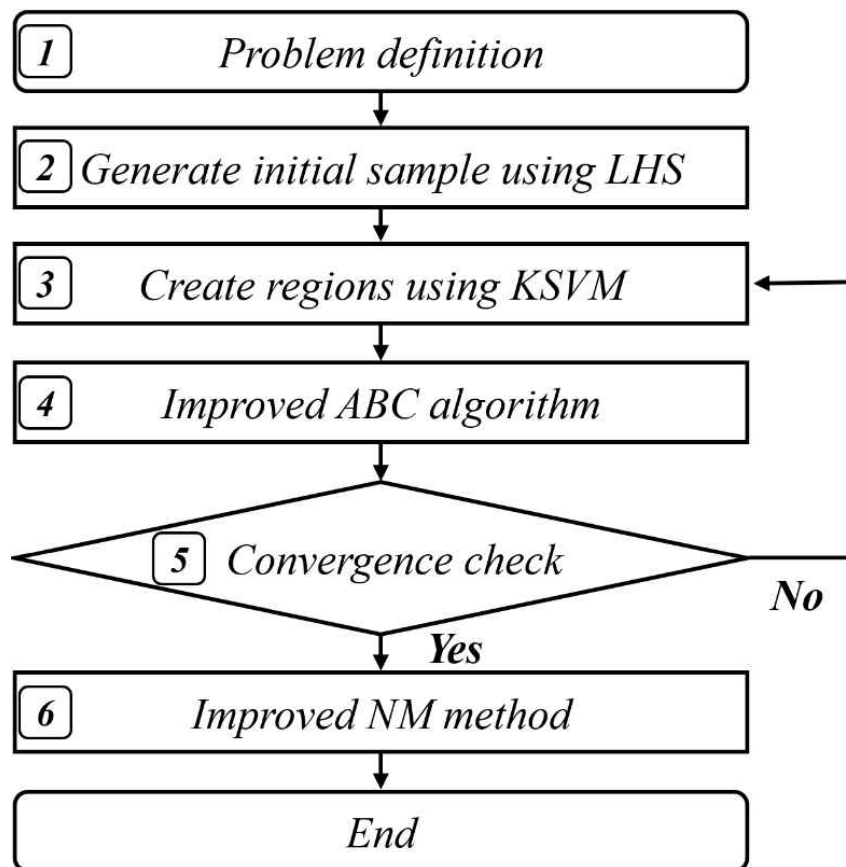 1 Problem definition
2 Generate initial sample using LHS
3 Create regions using KSVM
4 Improved ABC algorithm
5 Convergence check
No
Yes
6 Improved NM method
End